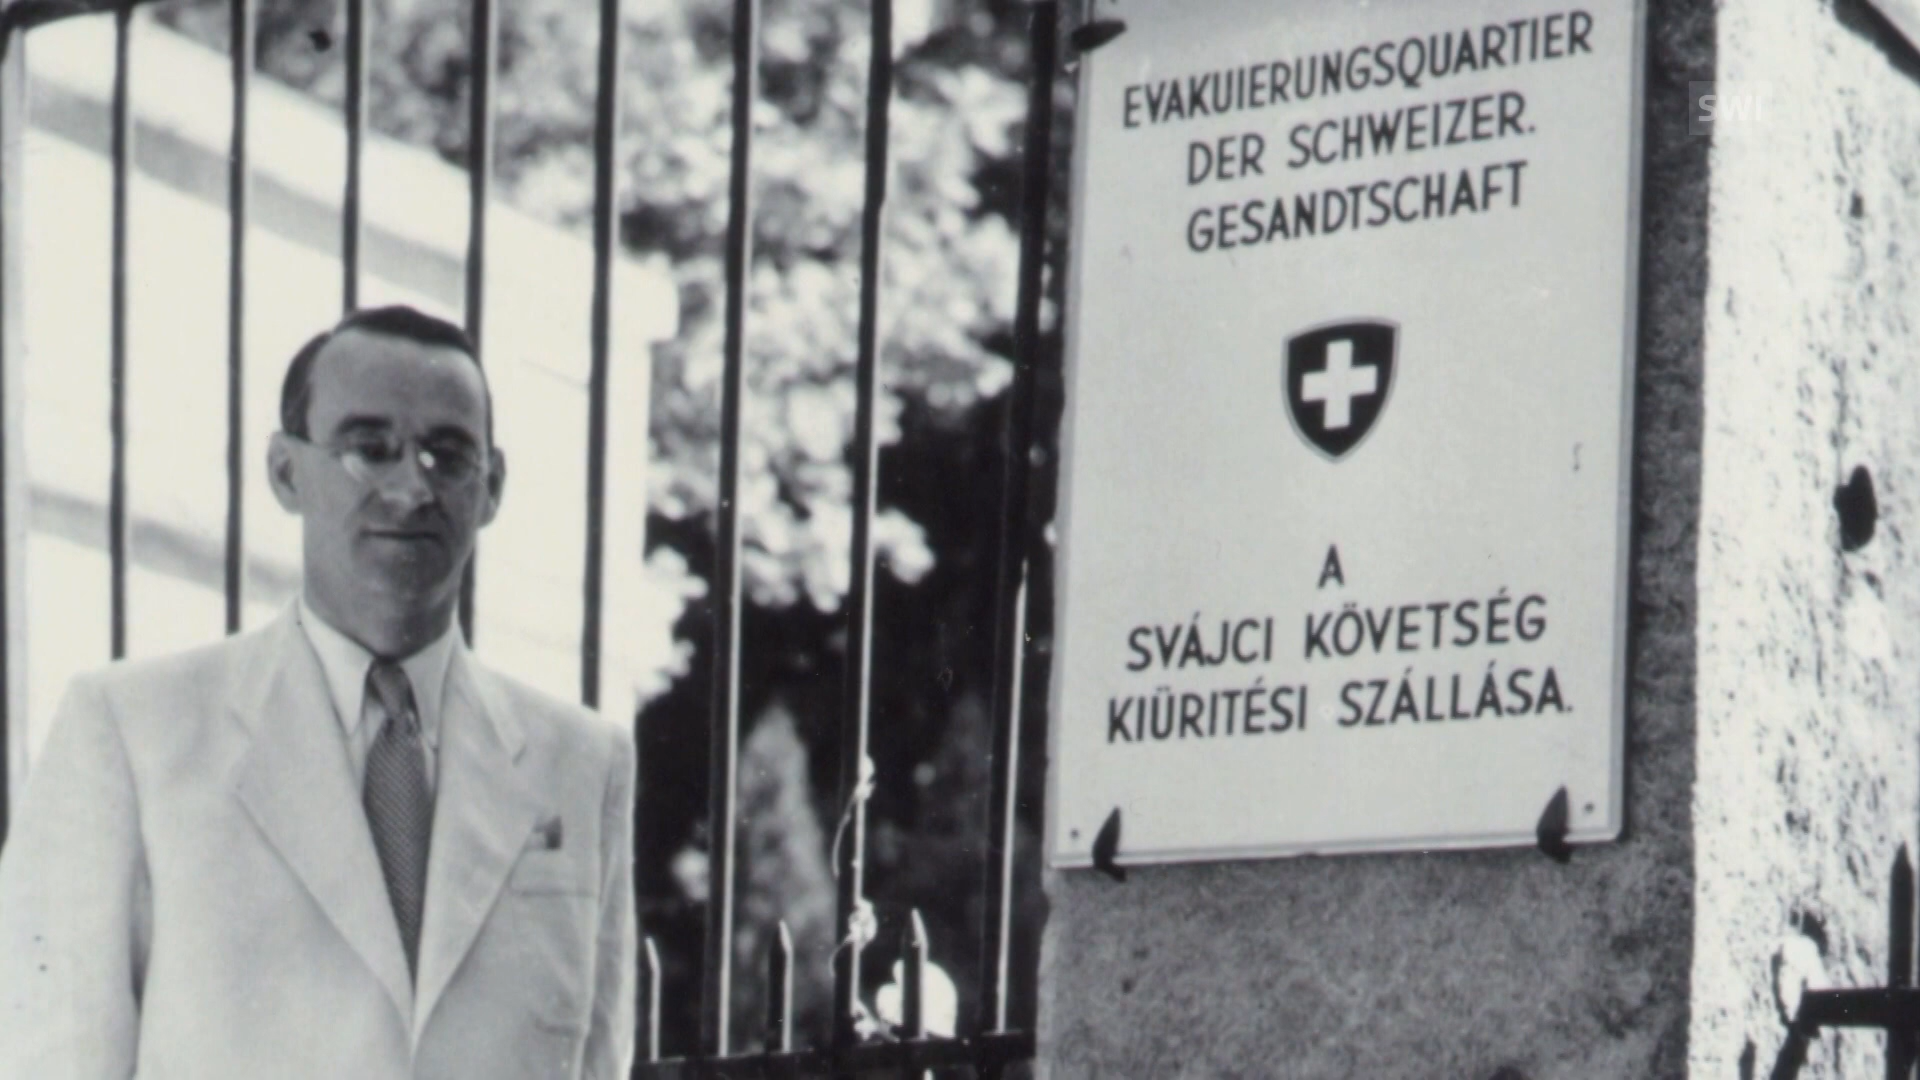 EVAKUIERUNGSQUARTIER
DER SCHWEIZER.
GESANDTSCHAFT
A
SVÁJCI KÖVETSÉG
KIÜRITÉSI SZÁLLÁSA.
SWI